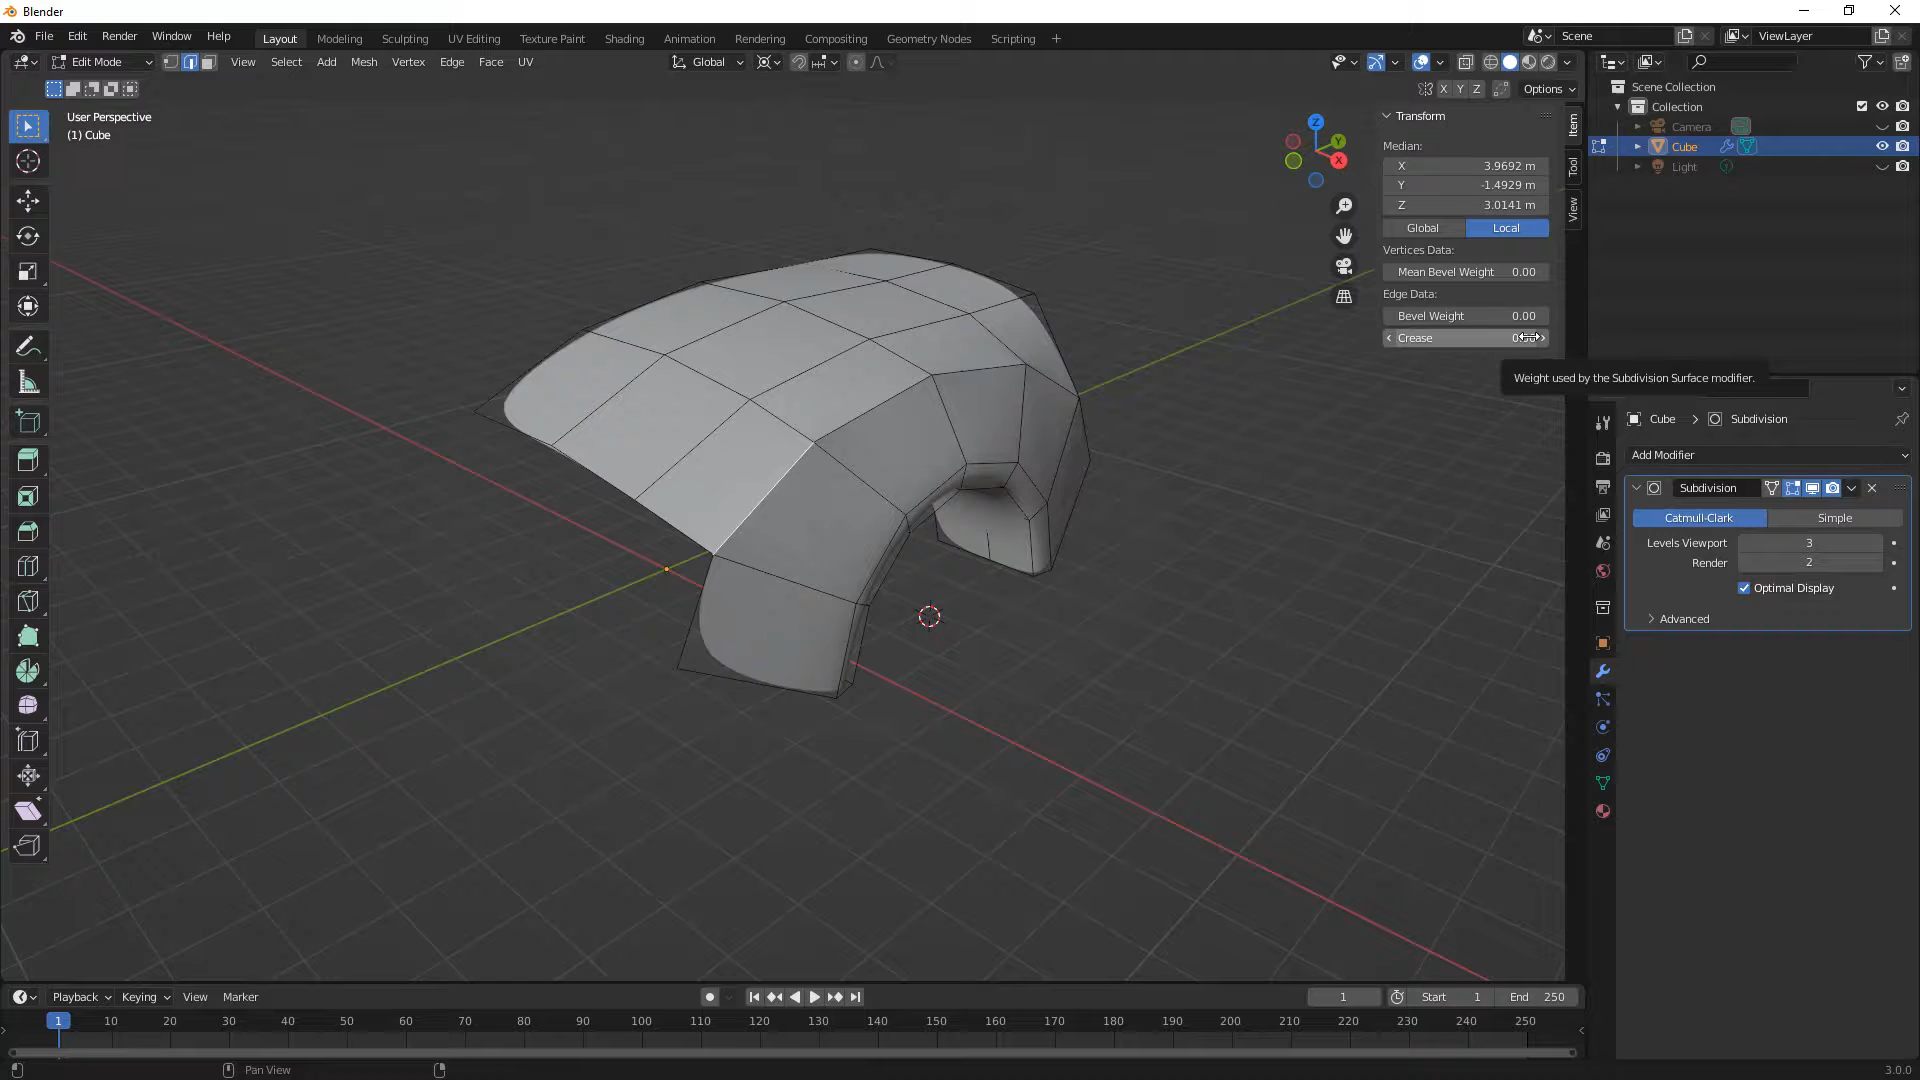 Blender
File Edit Render Window Help
Layout Modeling Sculpting UV Editing Texture Paint Shading Animation Rendering Compositing Geometry Nodes Scripting +
Scene
ViewLayer
Edit Mode
View Select Add Mesh Vertex Edge Face UV
Global
X Y Z
Options
User Perspective
(1) Cube
Z
Y
X
Transform
Median:
X 3.9692 m
Y -1.4929 m
Z 3.0141 m
Global Local
Vertices Data:
Mean Bevel Weight 0.00
Edge Data:
Bevel Weight 0.00
Crease
Weight used by the Subdivision Surface modifier.
Item
Tool
View
Scene Collection
Collection
Camera
Cube
Light
Cube > Subdivision
Add Modifier
Subdivision
Catmull-Clark Simple
Levels Viewport 3
Render 2
Optimal Display
Advanced
Playback Keying View Marker
1
Start 1
End 250
1 10 20 30 40 50 60 70 80 90 100 110 120 130 140 150 160 170 180 190 200 210 220 230 240 250
Pan View
3.0.0